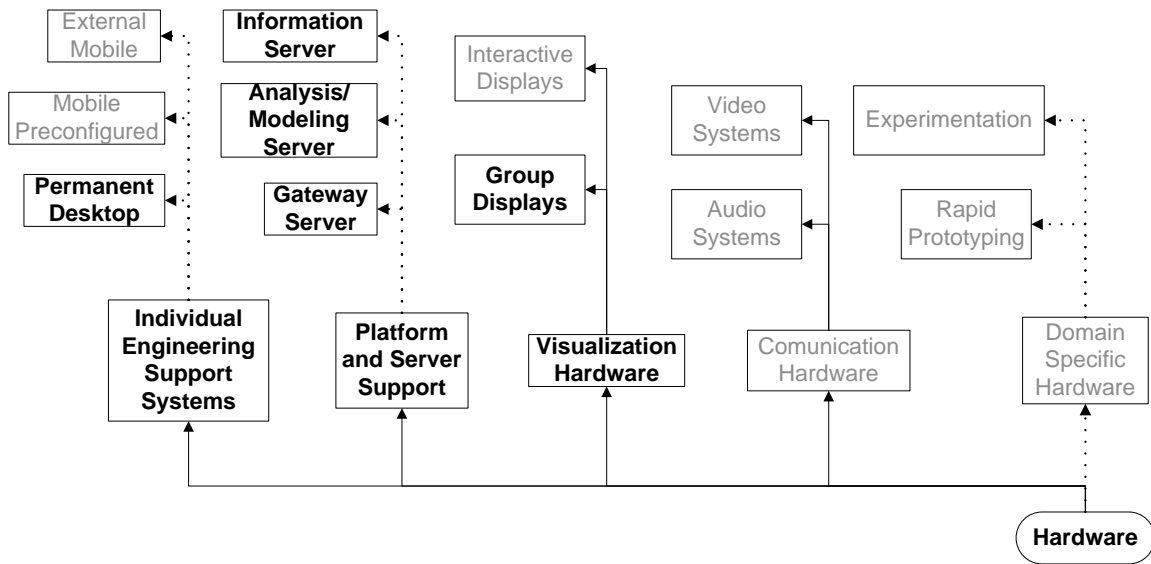 External
Mobile
Information
Server
Interactive
Displays
Mobile
Preconfigured
Analysis/
Modeling
Server
Video
Systems
Experimentation
Permanent
Desktop
Gateway
Server
Group
Displays
Audio
Systems
Rapid
Prototyping
Individual
Engineering
Support
Systems
Platform
and Server
Support
Visualization
Hardware
Comunication
Hardware
Domain
Specific
Hardware
Hardware